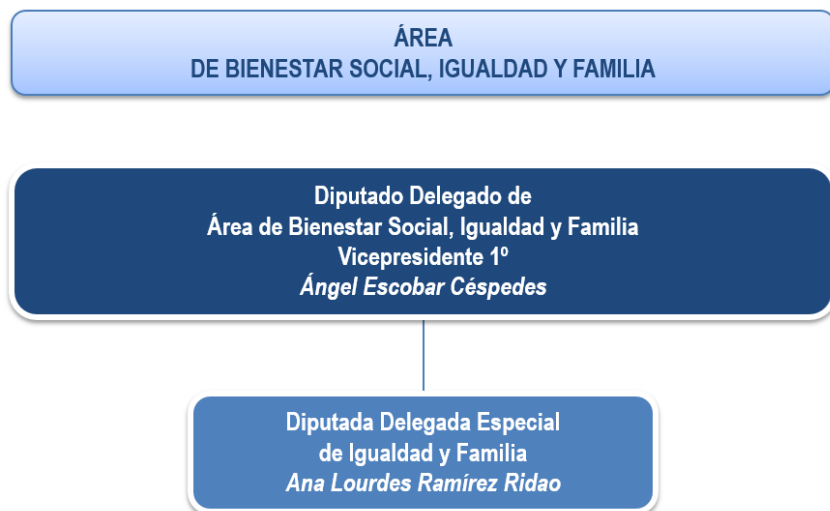 ÁREA
DE BIENESTAR SOCIAL, IGUALDAD Y FAMILIA
Diputado Delegado de
Área de Bienestar Social, Igualdad y Familia
Vicepresidente 1º
Ángel Escobar Céspedes
Diputada Delegada Especial
de Igualdad y Familia
Ana Lourdes Ramírez Ridao